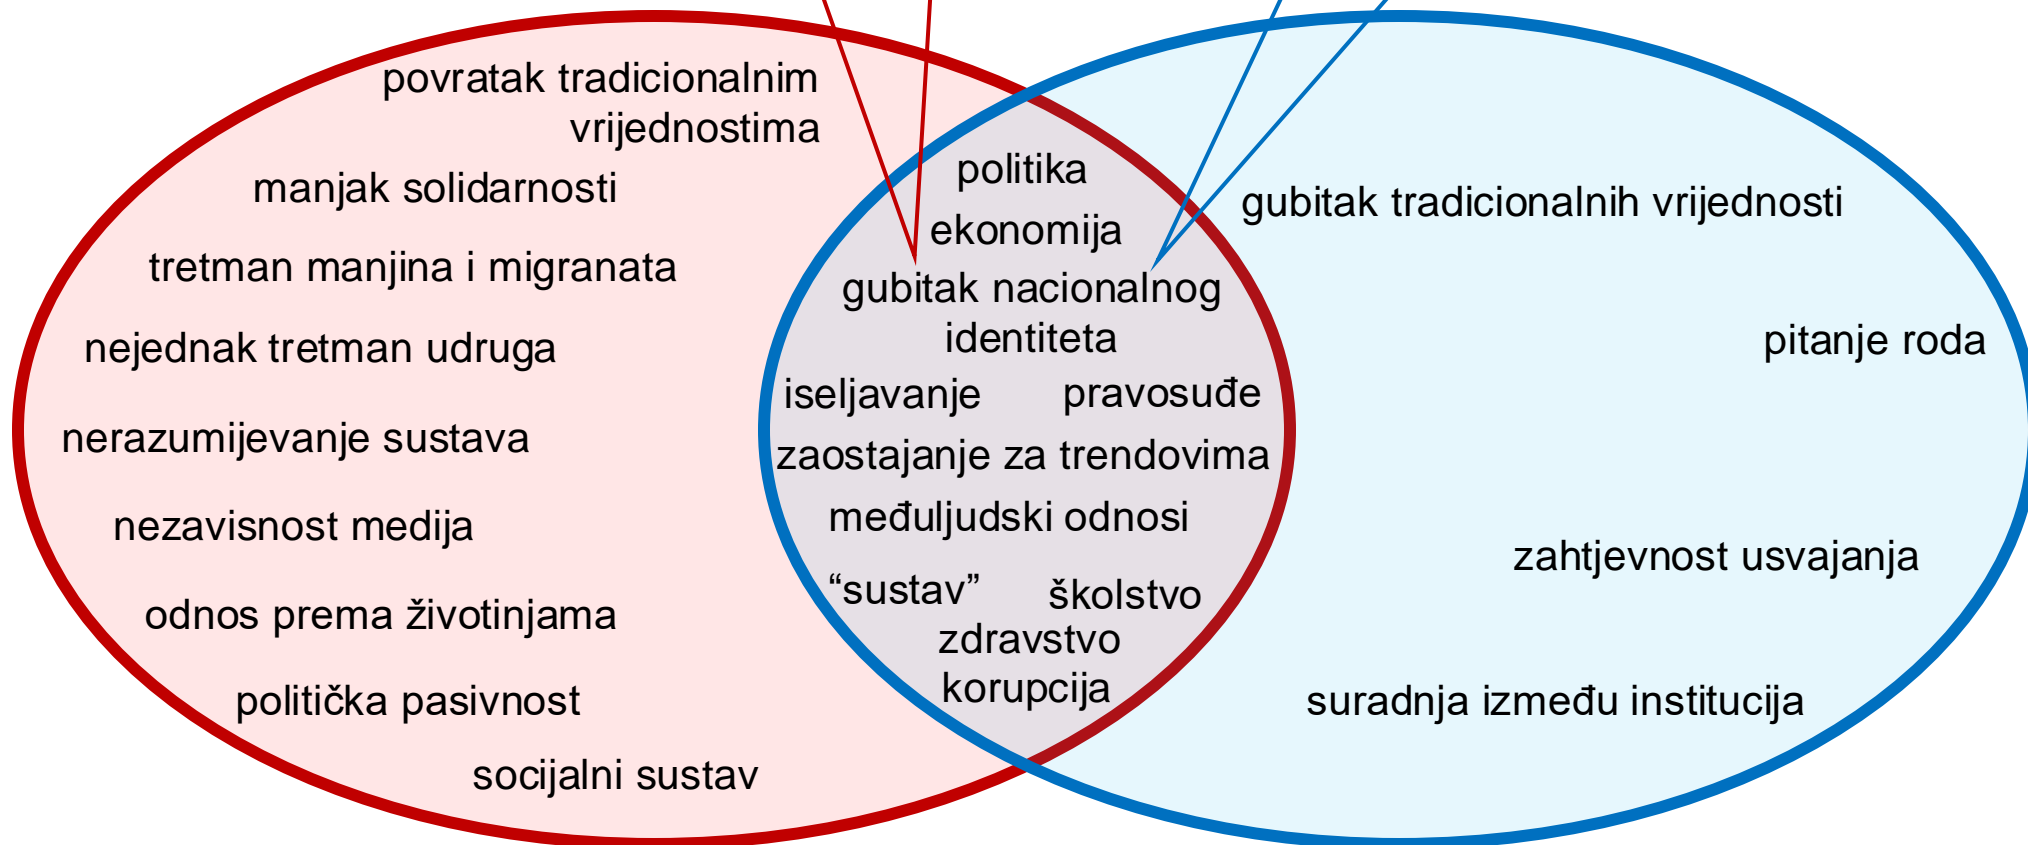 povratak tradicionalnim
vrijednostima
manjak solidarnosti
tretman manjina i migranata
nejednak tretman udruga
nerazumijevanje sustava
nezavisnost medija
odnos prema životinjama
politička pasivnost
socijalni sustav
politika
ekonomija
gubitak nacionalnog
identiteta
iseljavanje
pravosuđe
zaostajanje za trendovima
međuljudski odnosi
“sustav”
školstvo
zdravstvo
korupcija
gubitak tradicionalnih vrijednosti
pitanje roda
zahtjevnost usvajanja
suradnja između institucija